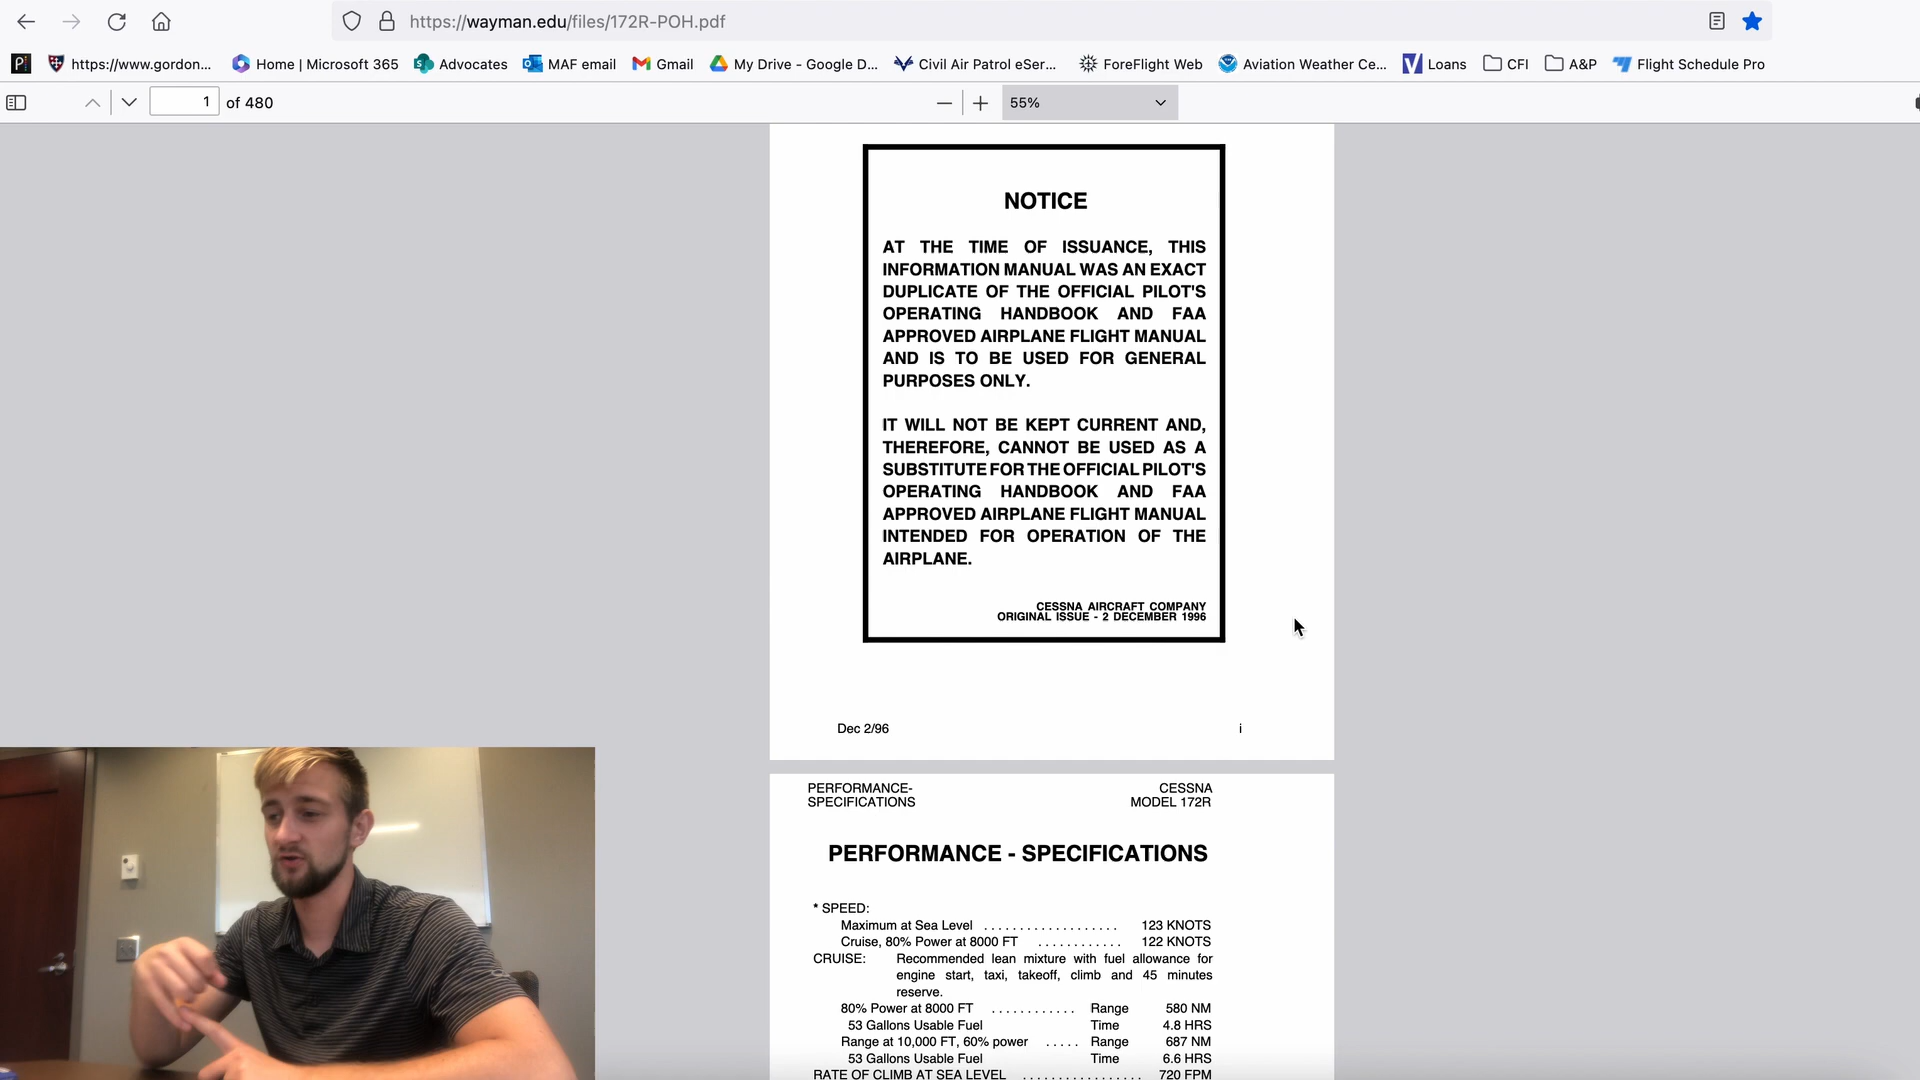 https://wayman.edu/files/172R-POH.pdf
https://www.gordon... Home | Microsoft 365 Advocates MAF email Gmail My Drive - Google D... Civil Air Patrol eSer... ForeFlight Web Aviation Weather Ce... Loans CFI A&P Flight Schedule Pro
1 of 480 55%
NOTICE
AT THE TIME OF ISSUANCE, THIS
INFORMATION MANUAL WAS AN EXACT
DUPLICATE OF THE OFFICIAL PILOT'S
OPERATING HANDBOOK AND FAA
APPROVED AIRPLANE FLIGHT MANUAL
AND IS TO BE USED FOR GENERAL
PURPOSES ONLY.
IT WILL NOT BE KEPT CURRENT AND,
THEREFORE, CANNOT BE USED AS A
SUBSTITUTE FOR THE OFFICIAL PILOT'S
OPERATING HANDBOOK AND FAA
APPROVED AIRPLANE FLIGHT MANUAL
INTENDED FOR OPERATION OF THE
AIRPLANE.
CESSNA AIRCRAFT COMPANY
ORIGINAL ISSUE - 2 DECEMBER 1996
Dec 2/96 i
PERFORMANCE- CESSNA
SPECIFICATIONS MODEL 172R
PERFORMANCE - SPECIFICATIONS
* SPEED:
Maximum at Sea Level ................... 123 KNOTS
Cruise, 80% Power at 8000 FT ............ 122 KNOTS
CRUISE: Recommended lean mixture with fuel allowance for
engine start, taxi, takeoff, climb and 45 minutes
reserve.
80% Power at 8000 FT ............ Range 580 NM
53 Gallons Usable Fuel Time 4.8 HRS
Range at 10,000 FT, 60% power ..... Range 687 NM
53 Gallons Usable Fuel Time 6.6 HRS
RATE OF CLIMB AT SEA LEVEL ................. 720 FPM